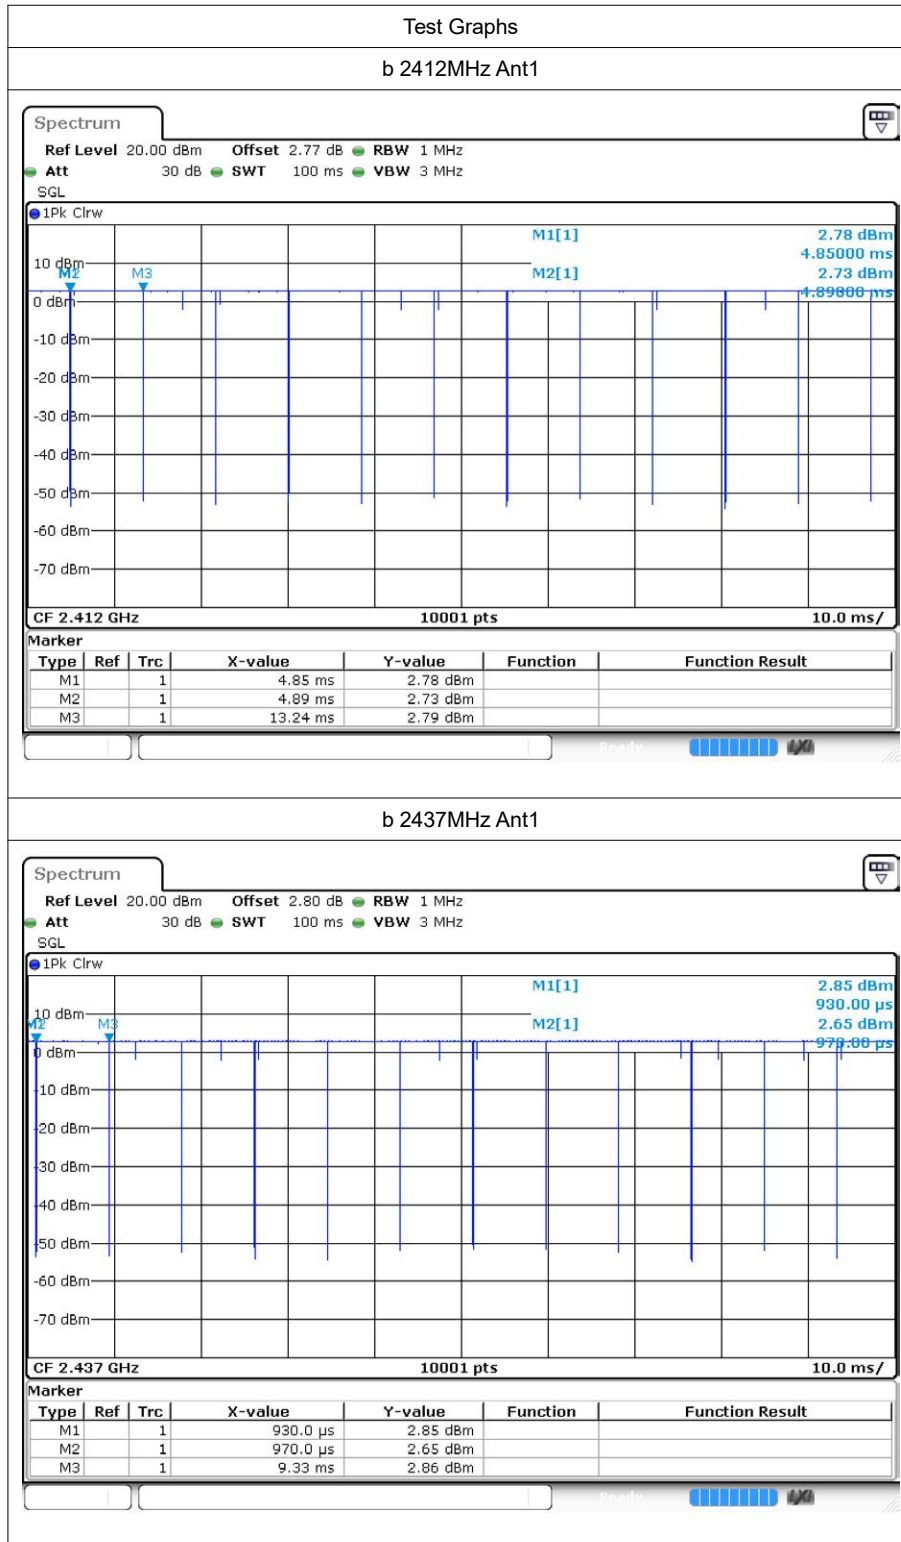 Test Graphs
b 2412MHz Ant1
Spectrum
Ref Level 20.00 dBm Offset 2.77 dB RBW 1 MHz
Att 30 dB SWT 100 ms VBW 3 MHz
SGL
1Pk Clrw
M1[1] 2.78 dBm
4.85000 ms
10 dBm
M2 M3 M2[1] 2.73 dBm
4.89000 ms
0 dBm
-10 dBm
-20 dBm
-30 dBm
-40 dBm
-50 dBm
-60 dBm
-70 dBm
CF 2.412 GHz 10001 pts 10.0 ms/
Marker
Type Ref Trc X-value Y-value Function Function Result
M1 1 4.85 ms 2.78 dBm
M2 1 4.89 ms 2.73 dBm
M3 1 13.24 ms 2.79 dBm
Ready LXI
b 2437MHz Ant1
Spectrum
Ref Level 20.00 dBm Offset 2.80 dB RBW 1 MHz
Att 30 dB SWT 100 ms VBW 3 MHz
SGL
1Pk Clrw
M1[1] 2.85 dBm
930.00 µs
10 dBm
M2 M3 M2[1] 2.65 dBm
970.00 µs
0 dBm
-10 dBm
-20 dBm
-30 dBm
-40 dBm
-50 dBm
-60 dBm
-70 dBm
CF 2.437 GHz 10001 pts 10.0 ms/
Marker
Type Ref Trc X-value Y-value Function Function Result
M1 1 930.0 µs 2.85 dBm
M2 1 970.0 µs 2.65 dBm
M3 1 9.33 ms 2.86 dBm
Ready LXI